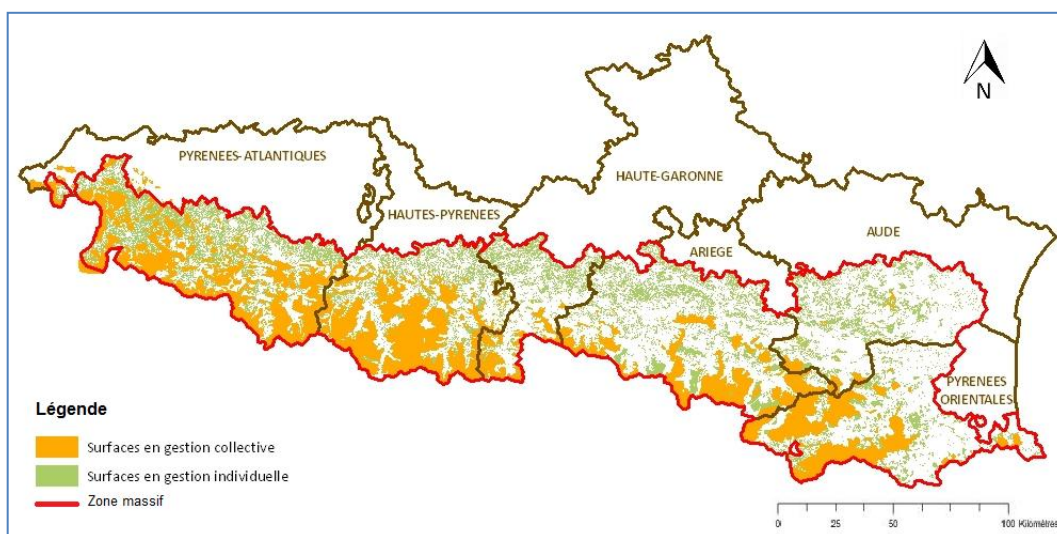 N
PYRENEES-ATLANTIQUES
HAUTES-PYRENEES
HAUTE-GARONNE
ARIEGE
AUDE
PYRENEES
ORIENTALES
Légende
Surfaces en gestion collective
Surfaces en gestion individuelle
Zone massif
0 25 50 100 Kilomètres